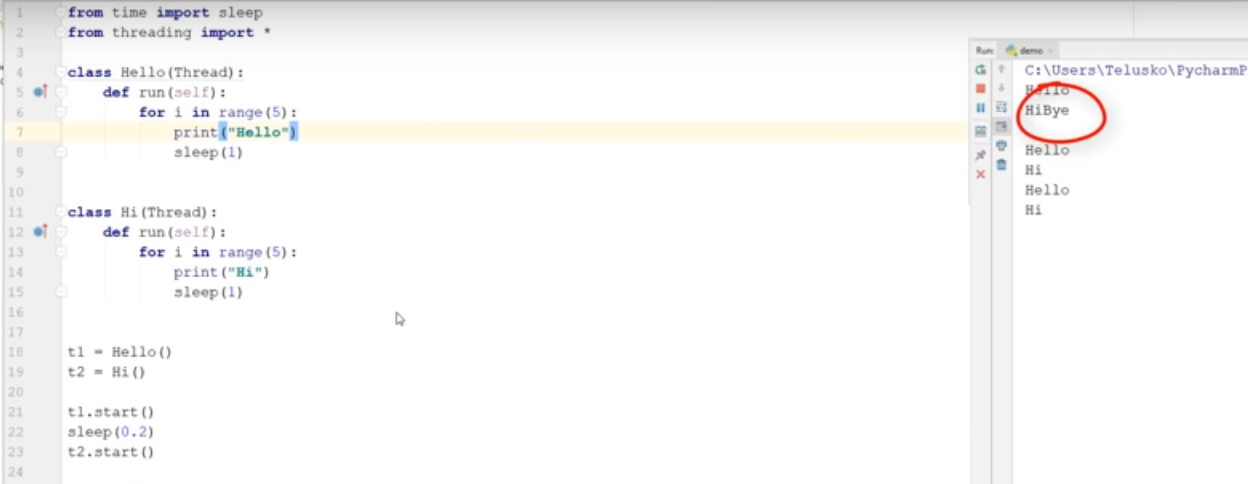 from time import sleep
from threading import *
class Hello(Thread):
def run(self):
for i in range(5):
print("Hello")
sleep(1)
class Hi(Thread):
def run(self):
for i in range(5):
print("Hi")
sleep(1)
t1 = Hello()
t2 = Hi()
t1.start()
sleep(0.2)
t2.start()
1
2
3
4
5
6
7
8
9
10
11
12
13
14
15
16
17
18
19
20
21
22
23
24
Run: demo
C:\Users\Telusko\PycharmP
Hello
HiBye
Hello
Hi
Hello
Hi